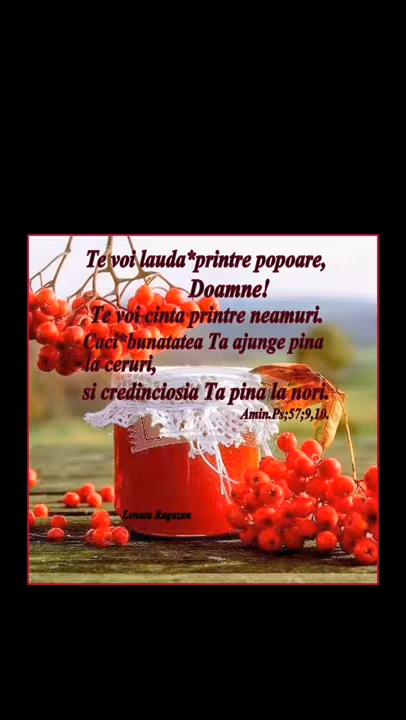 Te voi lauda*printre popoare,
Doamne!
Te voi cinta printre neamuri.
Caci*bunatatea Ta ajunge pina
la ceruri,
si credinciosia Ta pina la nori.
Amin.Ps;57;9,10.
Lenuta Rugazan